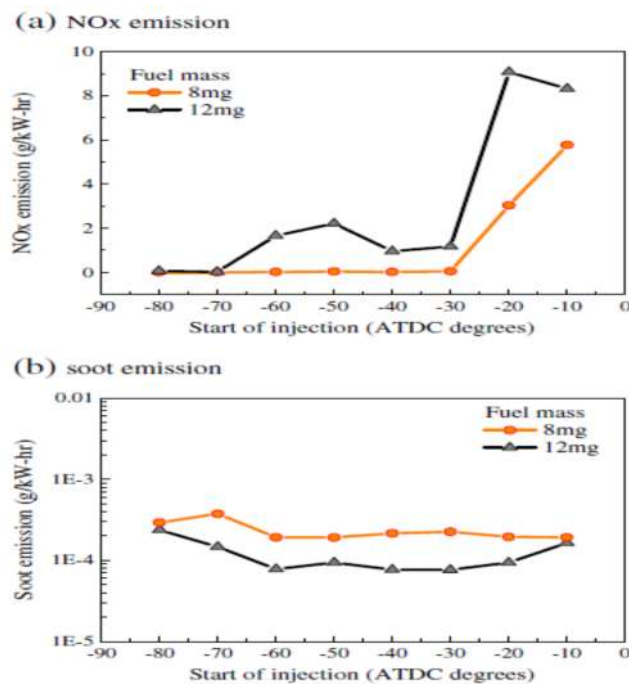 (a) NOx emission
NOx emission (g/kW-hr)
10
8
6
4
2
0
Fuel mass
8mg
12mg
-90 -80 -70 -60 -50 -40 -30 -20 -10 0
Start of injection (ATDC degrees)
(b) soot emission
Soot emission (g/kW-hr)
0.01
1E-3
1E-4
1E-5
Fuel mass
8mg
12mg
-90 -80 -70 -60 -50 -40 -30 -20 -10 0
Start of injection (ATDC degrees)